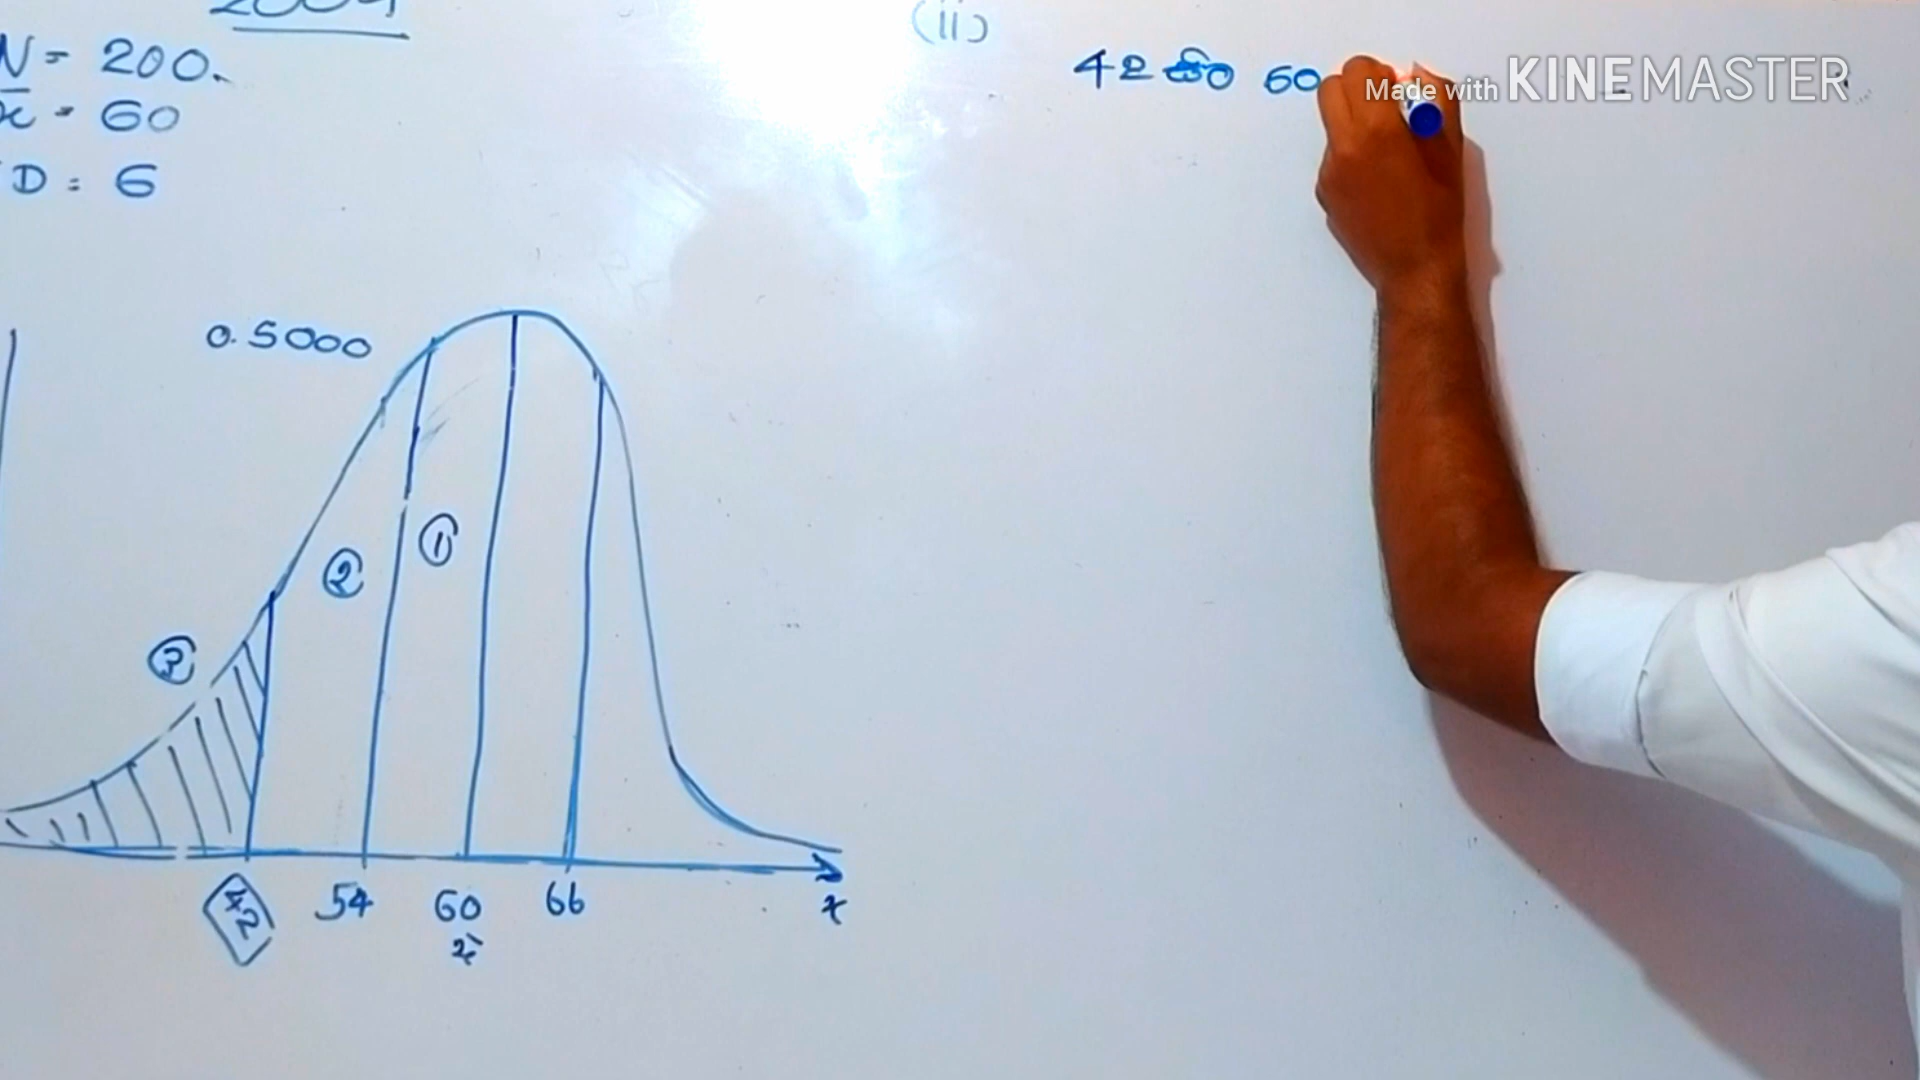 N = 200.
x̄ = 60
D = 6
(ii)
42 සිට 60
Made with KINEMASTER
0.5000
①
②
③
42 54 60 66 x
x̄